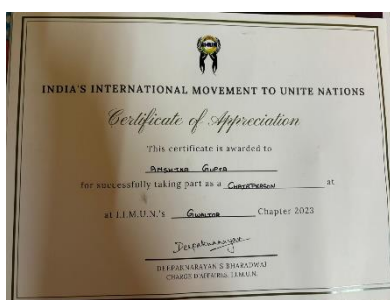 INDIA'S INTERNATIONAL MOVEMENT TO UNITE NATIONS
Certificate of Appreciation
This certificate is awarded to
Anshika Gupta
for successfully taking part as a Chairperson at
at I.I.M.U.N.'s Gwalior Chapter 2023
Deepaknarayan
DEEPAKNARAYAN S BHARADWAJ
CHARGE D'AFFAIRES, I.I.M.U.N.